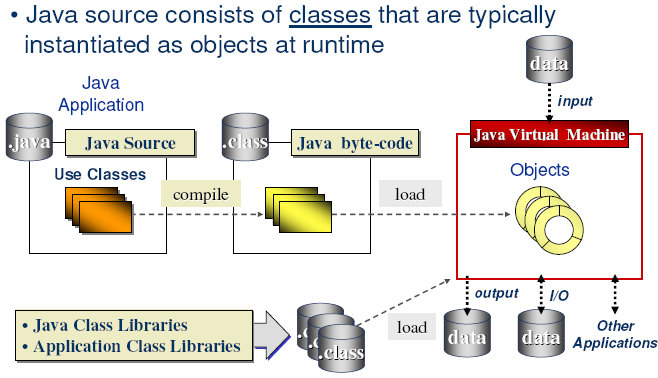 • Java source consists of classes that are typically
instantiated as objects at runtime
Java
Application
data
input
.java
Java Source
.class
Java byte-code
Java Virtual Machine
Use Classes
Objects
compile
load
output
I/O
• Java Class Libraries
• Application Class Libraries
.c
.c
.class
load
data
data
Other
Applications